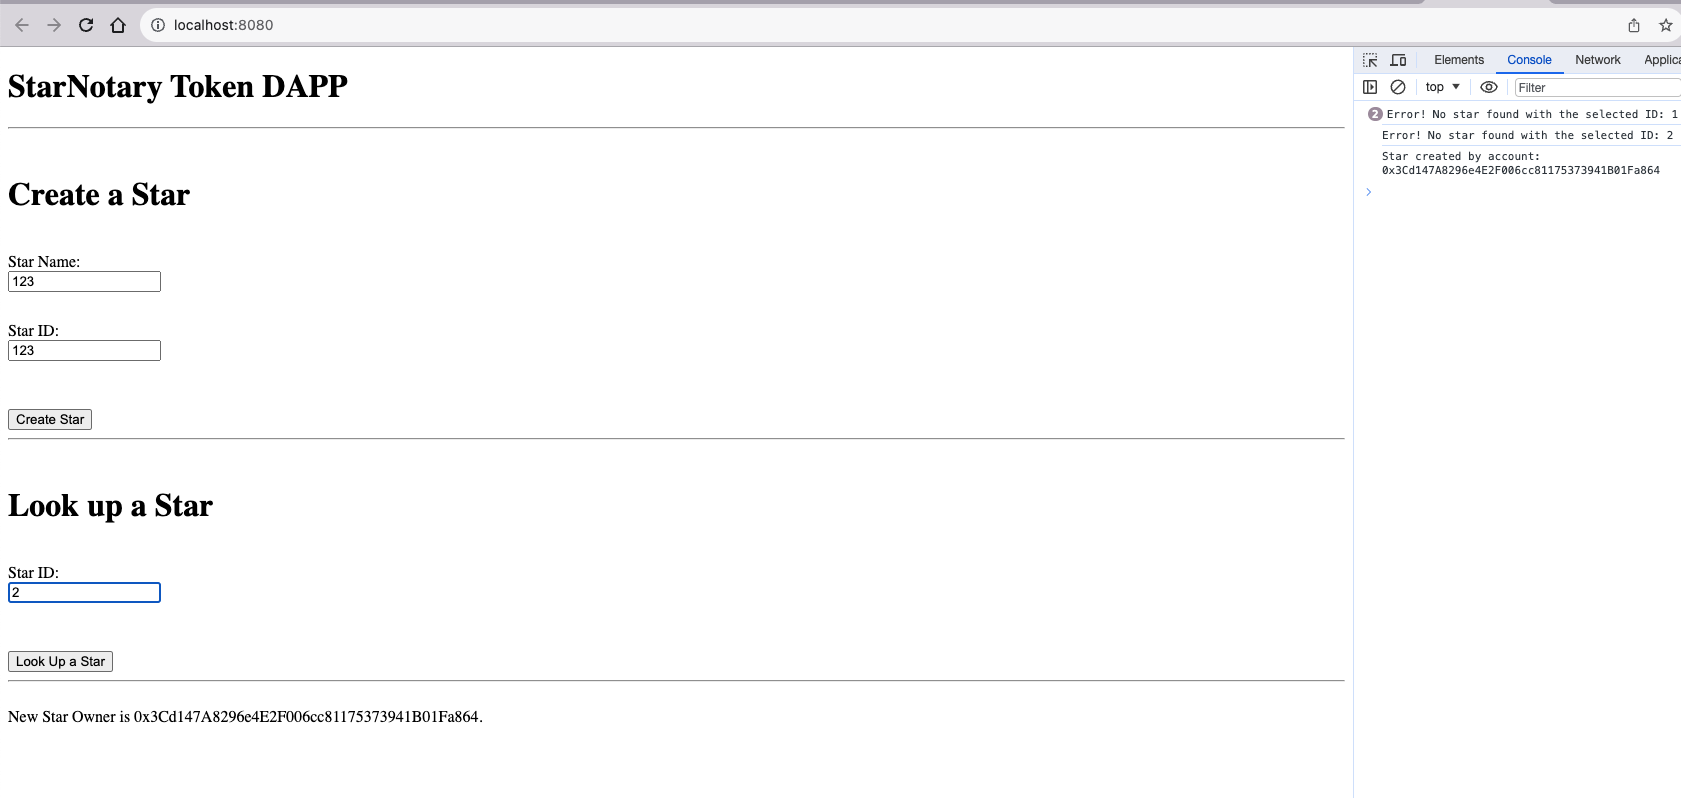 localhost:8080
StarNotary Token DAPP
Create a Star
Star Name:
123
Star ID:
123
Create Star
Look up a Star
Star ID:
2
Look Up a Star
New Star Owner is 0x3Cd147A8296e4E2F006cc81175373941B01Fa864.
Elements Console Network Applica
top Filter
2 Error! No star found with the selected ID: 1
Error! No star found with the selected ID: 2
Star created by account:
0x3Cd147A8296e4E2F006cc81175373941B01Fa864